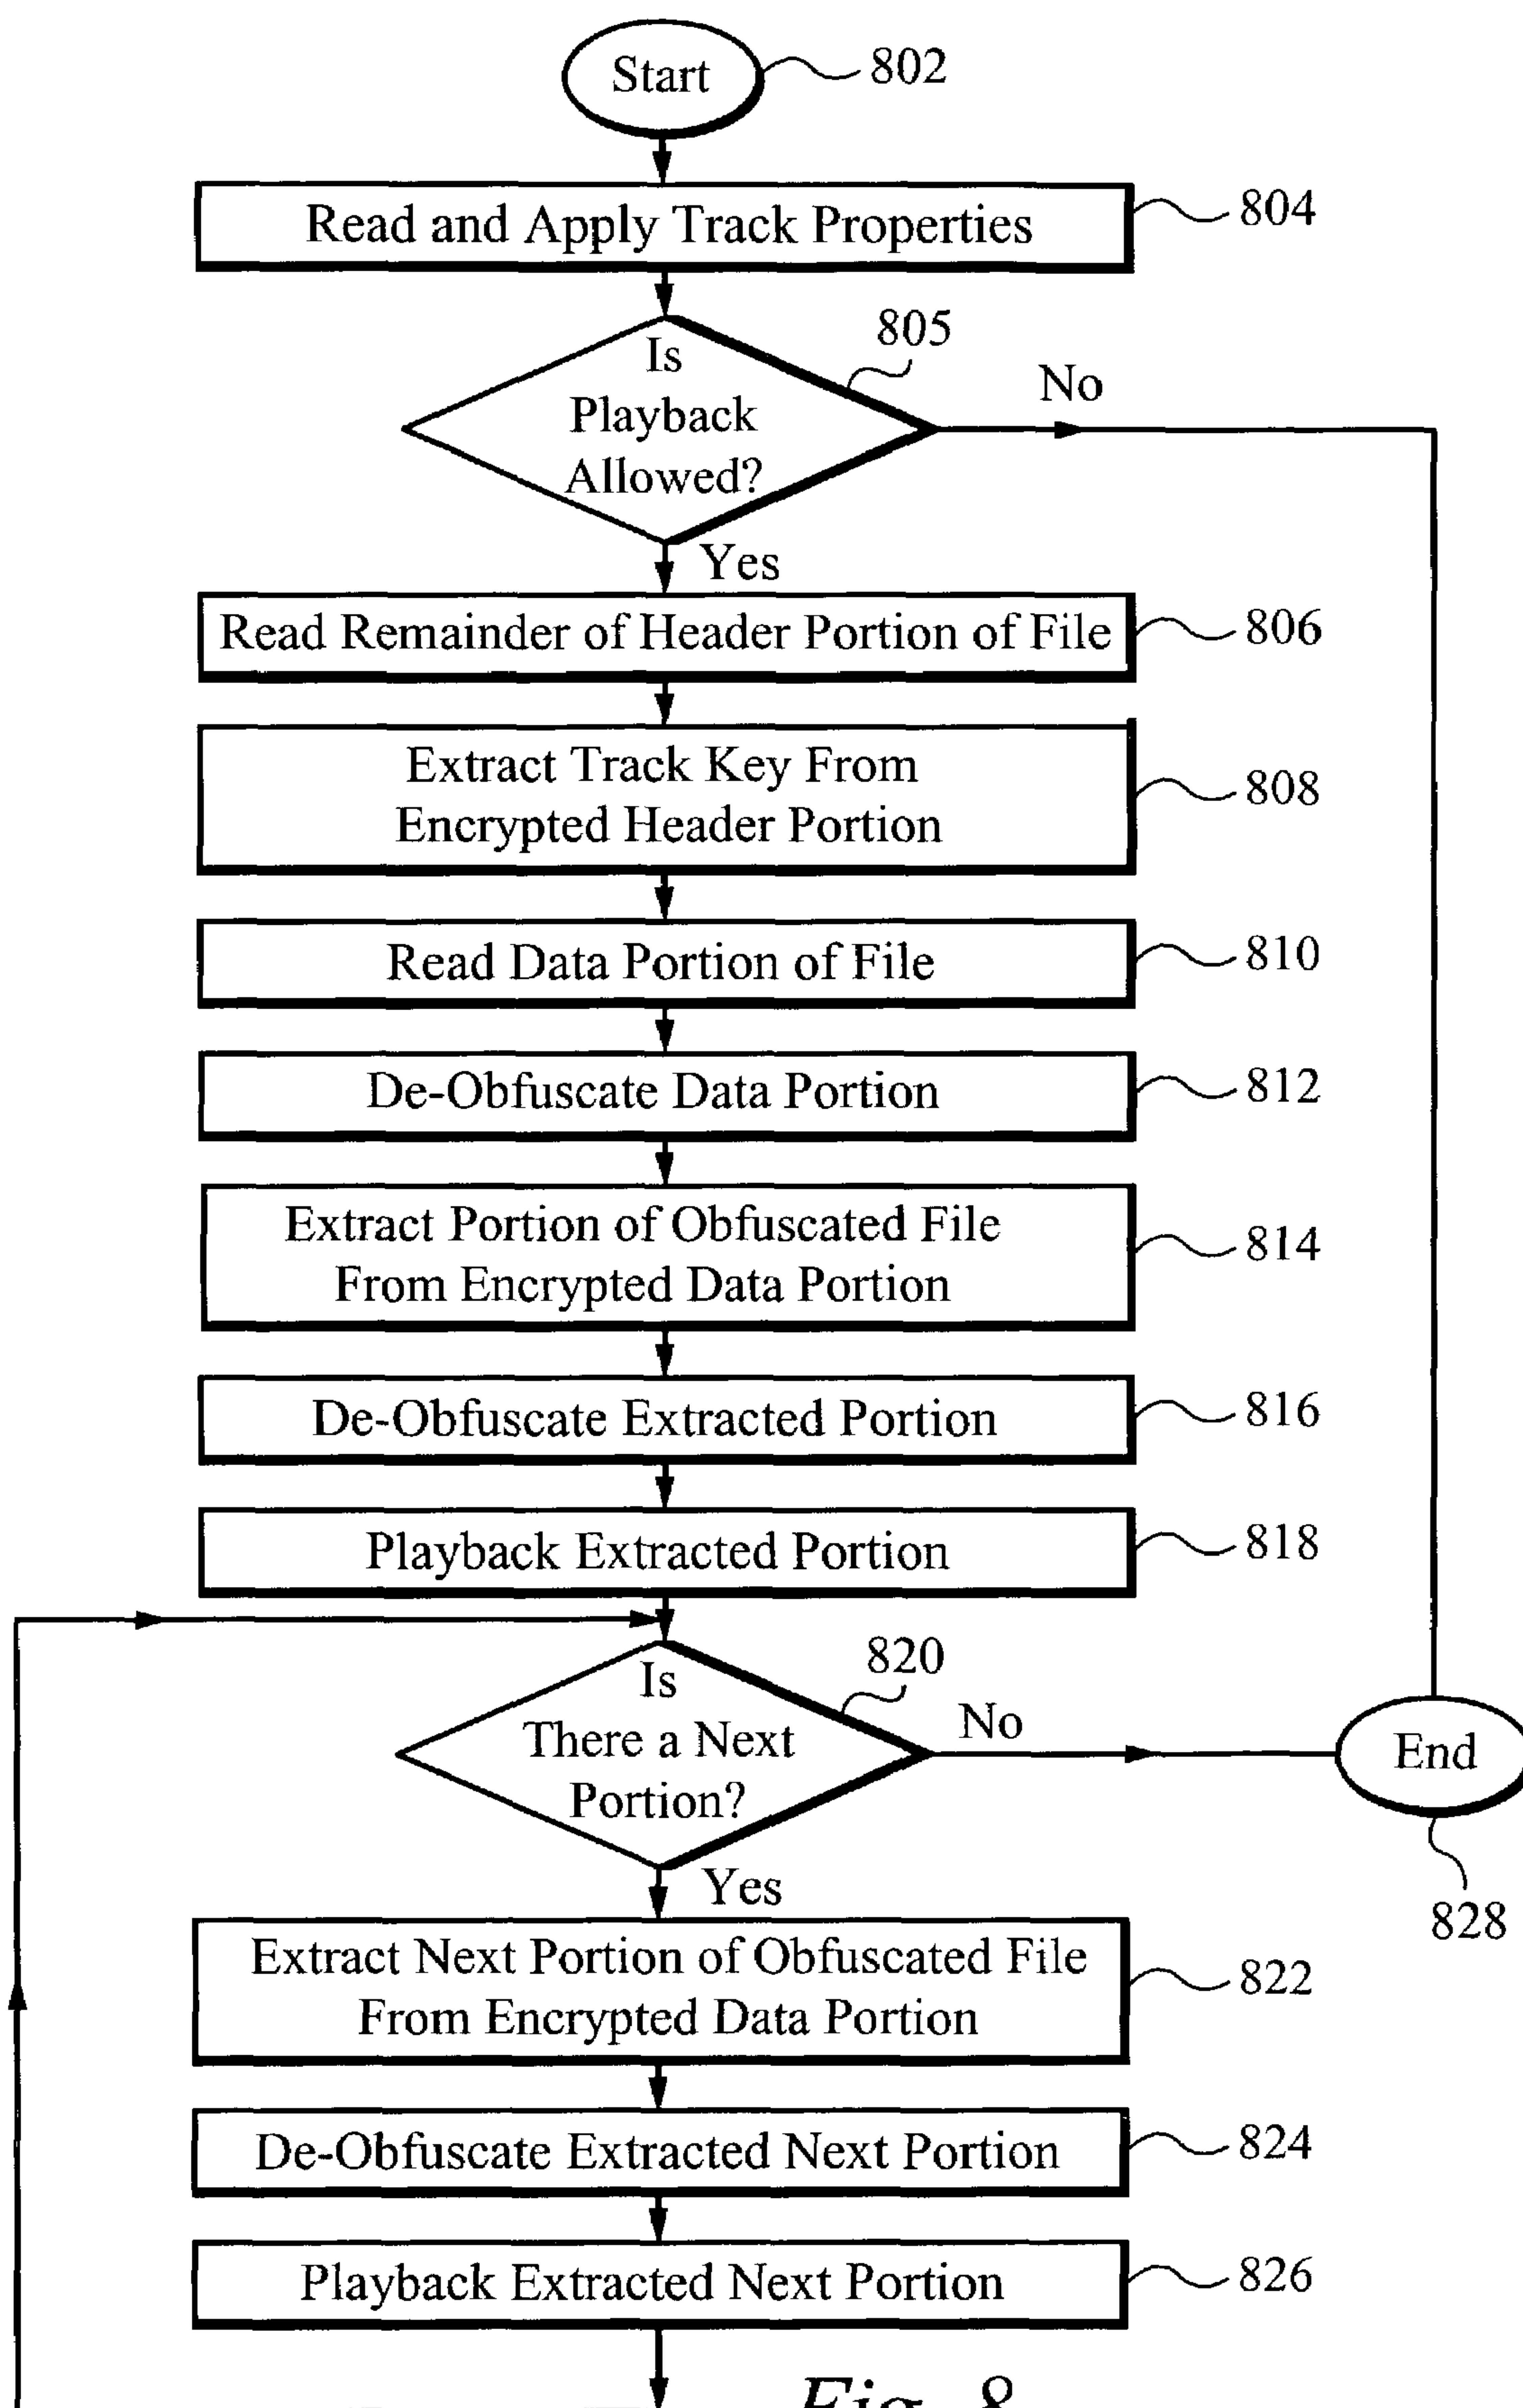 Start
802
Read and Apply Track Properties
804
805
Is
Playback
Allowed?
No
Yes
Read Remainder of Header Portion of File
806
Extract Track Key From
Encrypted Header Portion
808
Read Data Portion of File
810
De-Obfuscate Data Portion
812
Extract Portion of Obfuscated File
From Encrypted Data Portion
814
De-Obfuscate Extracted Portion
816
Playback Extracted Portion
818
820
Is
There a Next
Portion?
No
End
828
Yes
Extract Next Portion of Obfuscated File
From Encrypted Data Portion
822
De-Obfuscate Extracted Next Portion
824
Playback Extracted Next Portion
826
Fig. 8